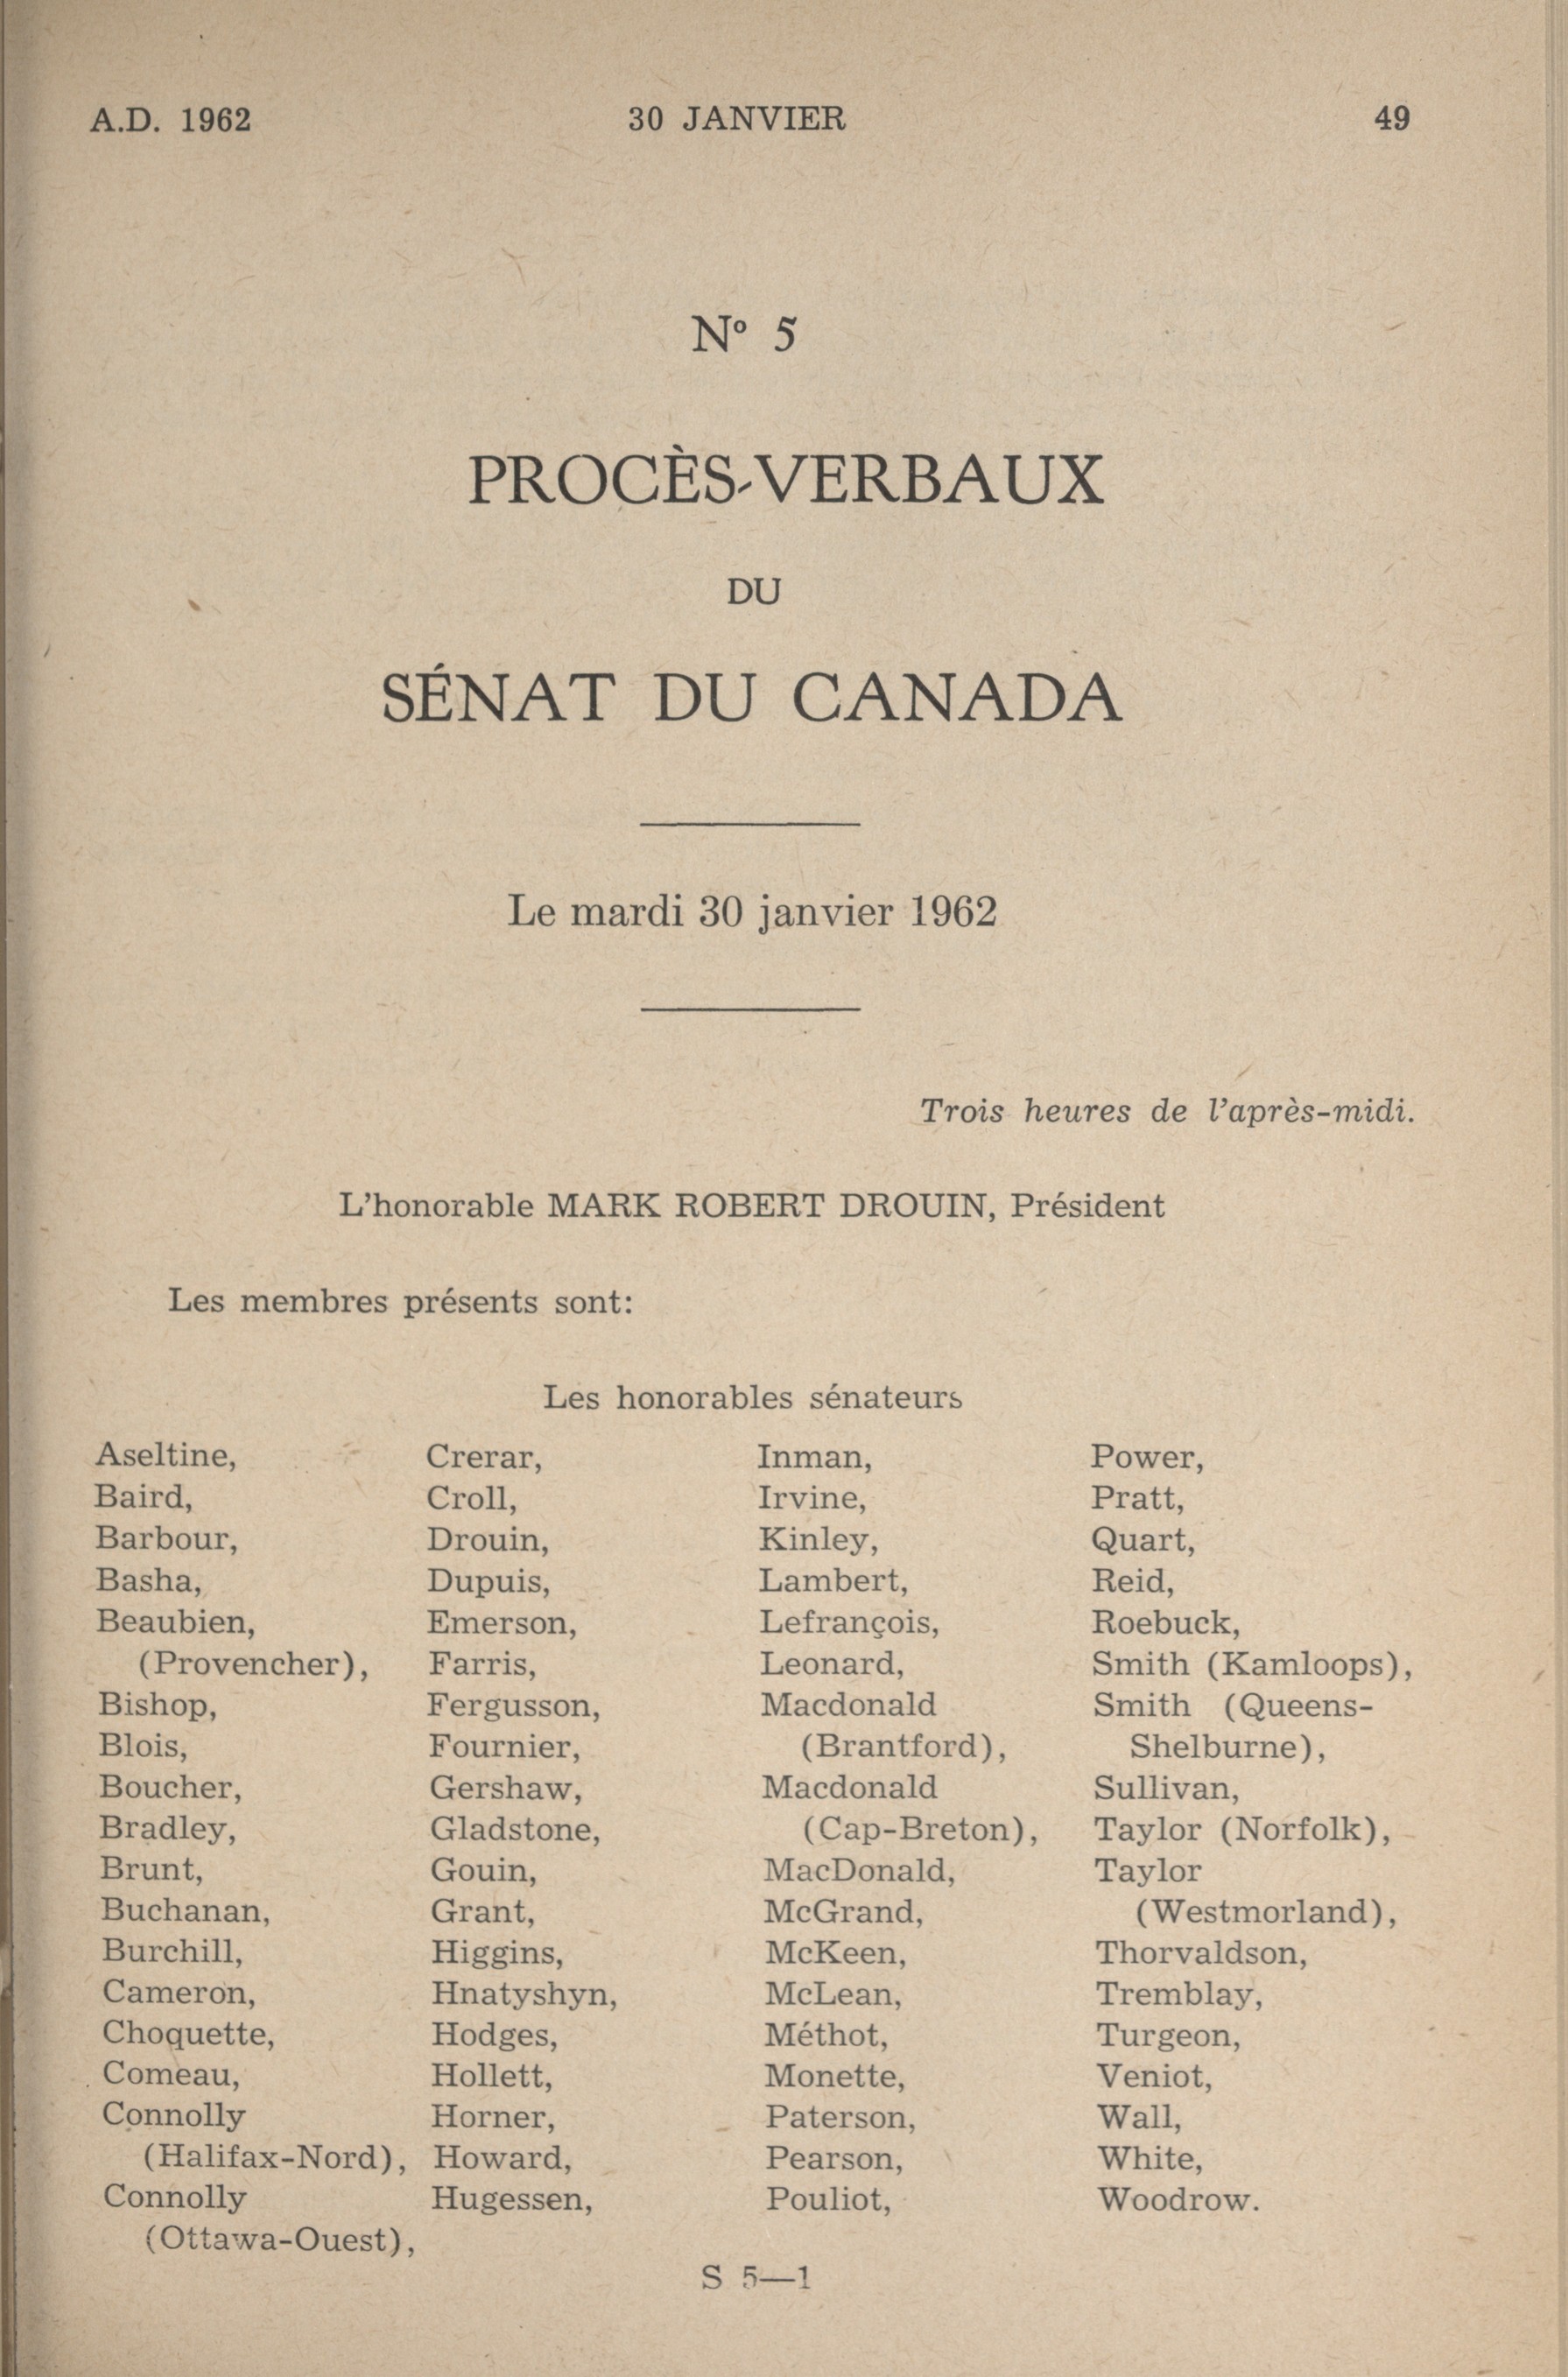 A.D. 1962 30 JANVIER 49
N° 5
PROCÈS-VERBAUX
DU
SÉNAT DU CANADA
Le mardi 30 janvier 1962
Trois heures de l'après-midi.
L'honorable MARK ROBERT DROUIN, Président
Les membres présents sont:
Les honorables sénateurs
Aseltine,
Baird,
Barbour,
Basha,
Beaubien,
(Provencher),
Bishop,
Blois,
Boucher,
Bradley,
Brunt,
Buchanan,
Burchill,
Cameron,
Choquette,
Comeau,
Connolly
(Halifax-Nord),
Connolly
(Ottawa-Ouest),
Crerar,
Croll,
Drouin,
Dupuis,
Emerson,
Farris,
Fergusson,
Fournier,
Gershaw,
Gladstone,
Gouin,
Grant,
Higgins,
Hnatyshyn,
Hodges,
Hollett,
Horner,
Howard,
Hugessen,
Inman,
Irvine,
Kinley,
Lambert,
Lefrançois,
Leonard,
Macdonald
(Brantford),
Macdonald
(Cap-Breton),
MacDonald,
McGrand,
McKeen,
McLean,
Méthot,
Monette,
Paterson,
Pearson,
Pouliot,
Power,
Pratt,
Quart,
Reid,
Roebuck,
Smith (Kamloops),
Smith (Queens-
Shelburne),
Sullivan,
Taylor (Norfolk),
Taylor
(Westmorland),
Thorvaldson,
Tremblay,
Turgeon,
Veniot,
Wall,
White,
Woodrow.
S 5—1